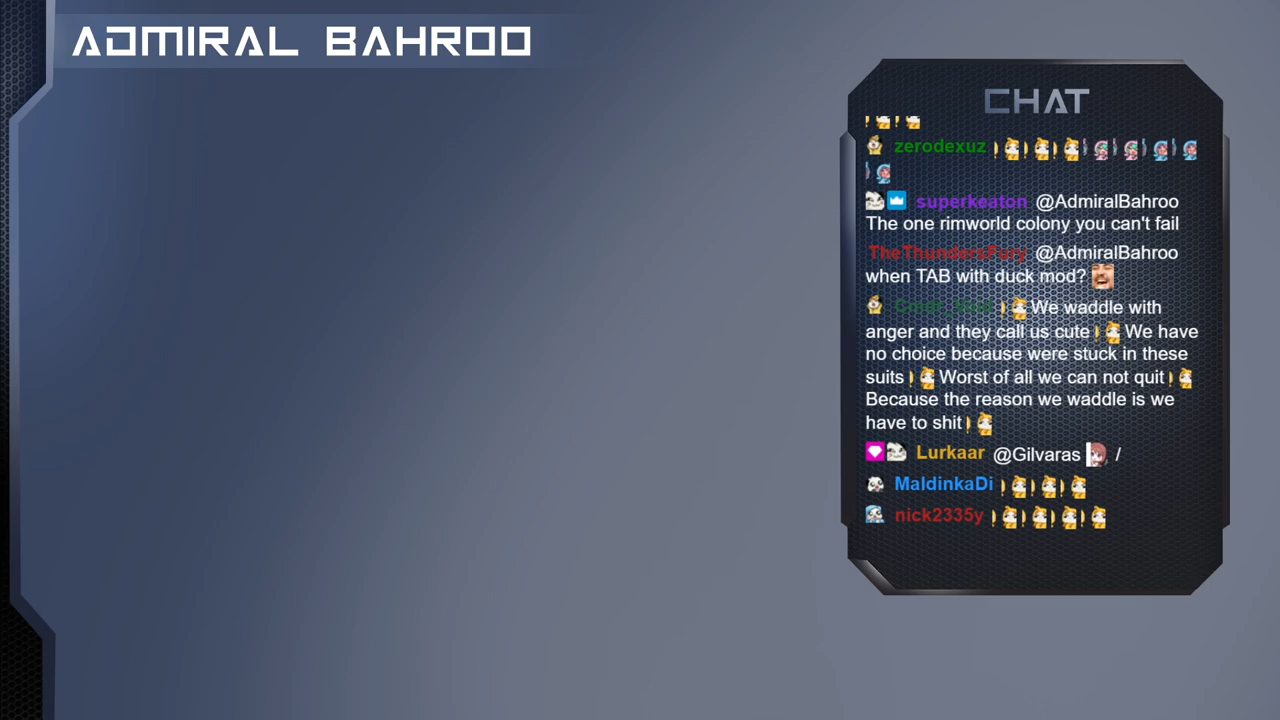 ADMIRAL BAHROO
CHAT
zerodexuz
superkeaton @AdmiralBahroo
The one rimworld colony you can't fail
TheThundersFury @AdmiralBahroo
when TAB with duck mod?
We waddle with
anger and they call us cute We have
no choice because were stuck in these
suits Worst of all we can not quit
Because the reason we waddle is we
have to shit
Lurkaar @Gilvaras /
MaldinkaDi
nick2335y